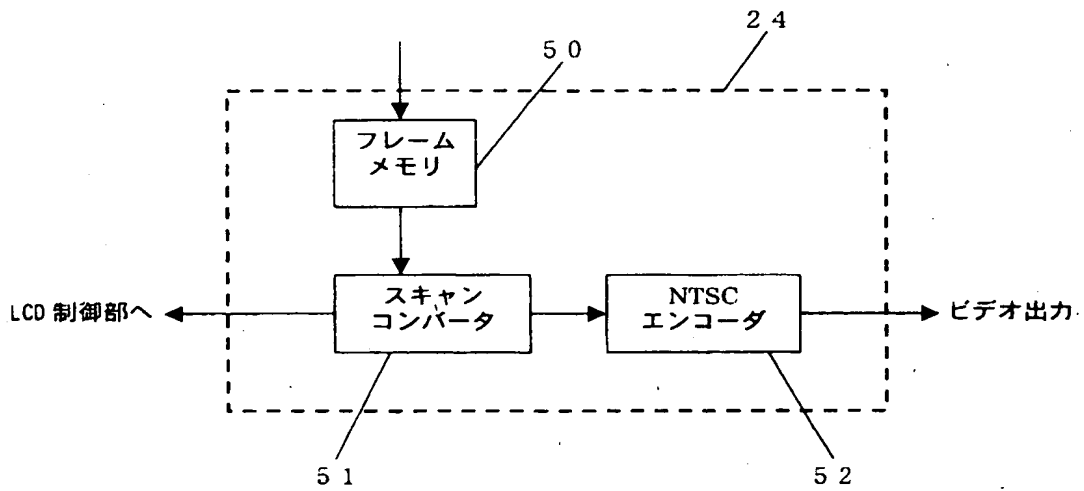 ２４
５０
フレーム
メモリ
LCD 制御部へ
スキャン
コンバータ
NTSC
エンコーダ
ビデオ出力
５１
５２